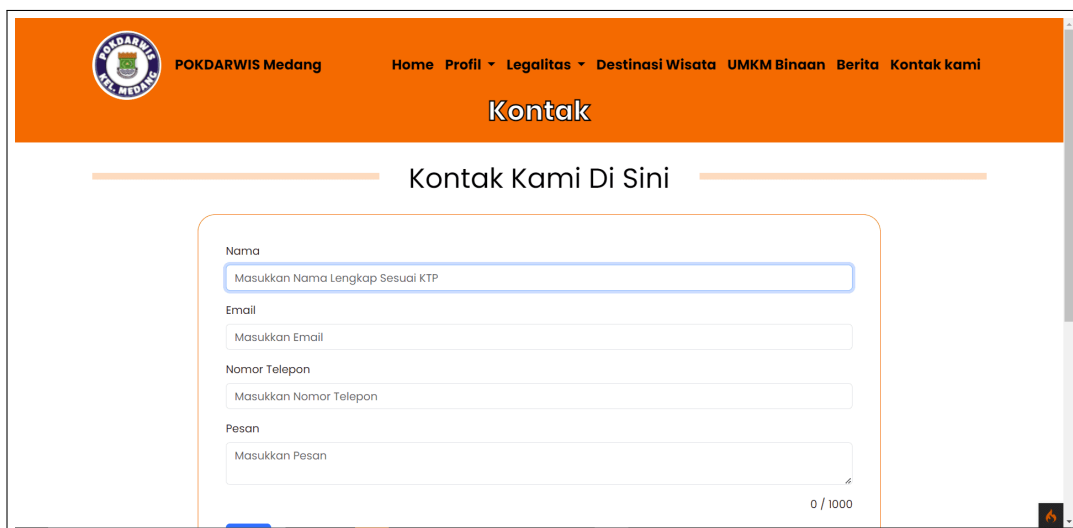 POKDARWIS
KEL. MEDANG
POKDARWIS Medang
Home Profil Legalitas Destinasi Wisata UMKM Binaan Berita Kontak kami
Kontak
Kontak Kami Di Sini
Nama
Masukkan Nama Lengkap Sesuai KTP
Email
Masukkan Email
Nomor Telepon
Masukkan Nomor Telepon
Pesan
Masukkan Pesan
0 / 1000